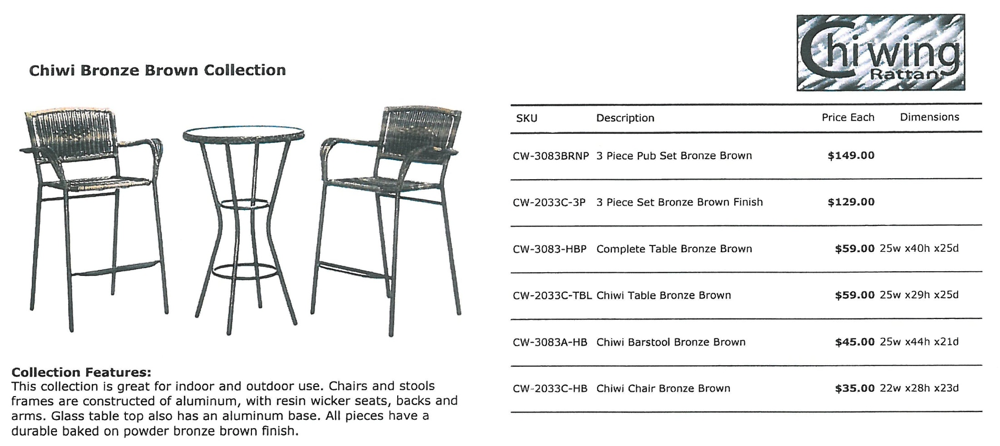 Chiwing
Rattan
Chiwi Bronze Brown Collection
SKU Description Price Each Dimensions
CW-3083BRNP 3 Piece Pub Set Bronze Brown $149.00
CW-2033C-3P 3 Piece Set Bronze Brown Finish $129.00
CW-3083-HBP Complete Table Bronze Brown $59.00 25w x40h x25d
CW-2033C-TBL Chiwi Table Bronze Brown $59.00 25w x29h x25d
CW-3083A-HB Chiwi Barstool Bronze Brown $45.00 25w x44h x21d
CW-2033C-HB Chiwi Chair Bronze Brown $35.00 22w x28h x23d
Collection Features:
This collection is great for indoor and outdoor use. Chairs and stools
frames are constructed of aluminum, with resin wicker seats, backs and
arms. Glass table top also has an aluminum base. All pieces have a
durable baked on powder bronze brown finish.